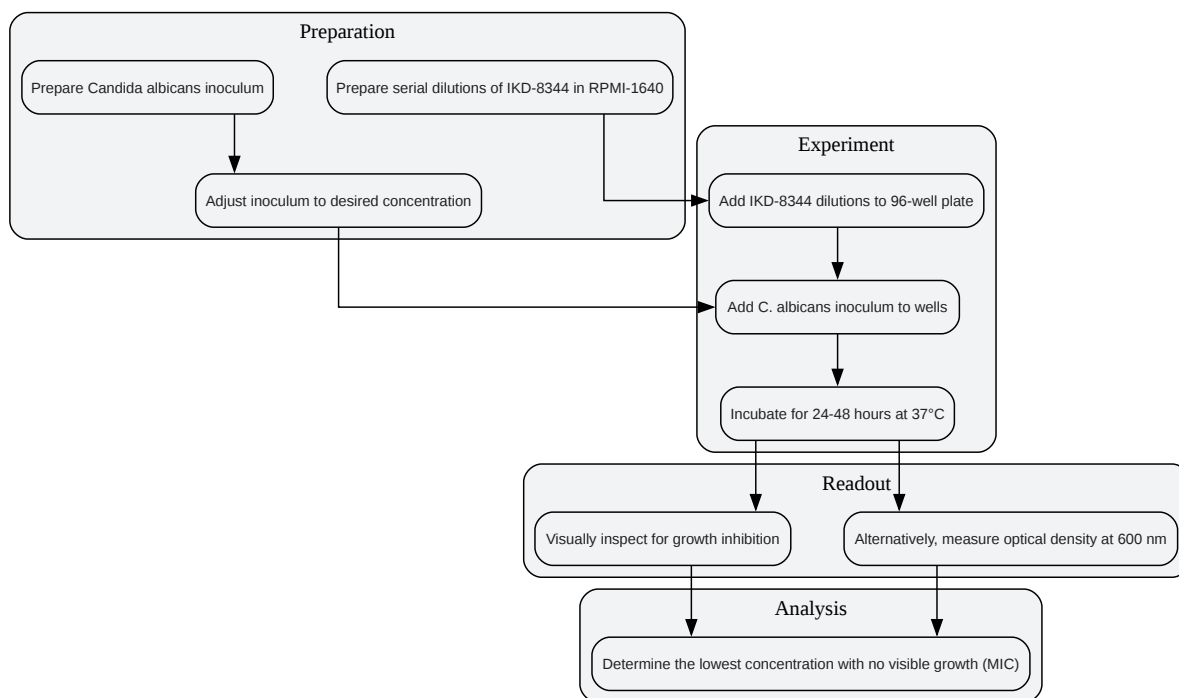 Preparation
Prepare Candida albicans inoculum
Prepare serial dilutions of IKD-8344 in RPMI-1640
Adjust inoculum to desired concentration
Experiment
Add IKD-8344 dilutions to 96-well plate
Add C. albicans inoculum to wells
Incubate for 24-48 hours at 37°C
Readout
Visually inspect for growth inhibition
Alternatively, measure optical density at 600 nm
Analysis
Determine the lowest concentration with no visible growth (MIC)